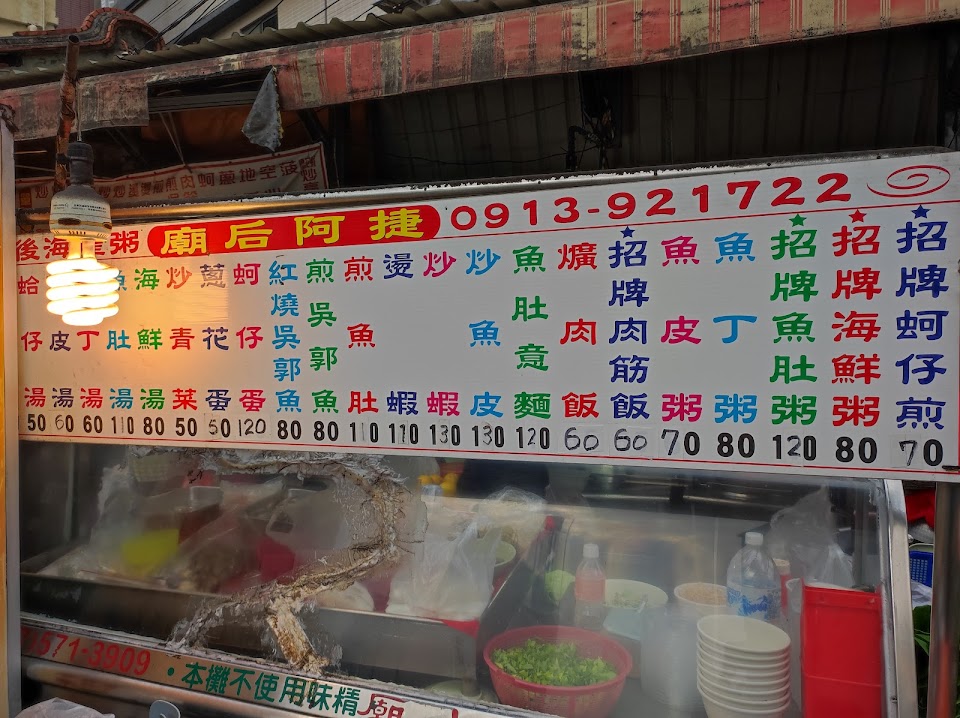 後海產粥 廟后阿捷 0913-921722
招牌蚵仔煎 70
招牌海鮮粥 80
招牌魚肚粥 120
魚丁粥 80
魚皮粥 70
招牌肉筋飯 60
爌肉飯 60
魚肚意麵 120
炒魚皮 130
炒蝦 130
燙蝦 110
煎魚肚 110
煎吳郭魚 80
紅燒吳郭魚 80
蚵仔蛋 120
蔥花蛋 50
炒青菜 50
海鮮湯 80
魚肚湯 110
丁湯 60
皮湯 60
蛤仔湯 50
571-3909 ·本攤不使用味精 廟